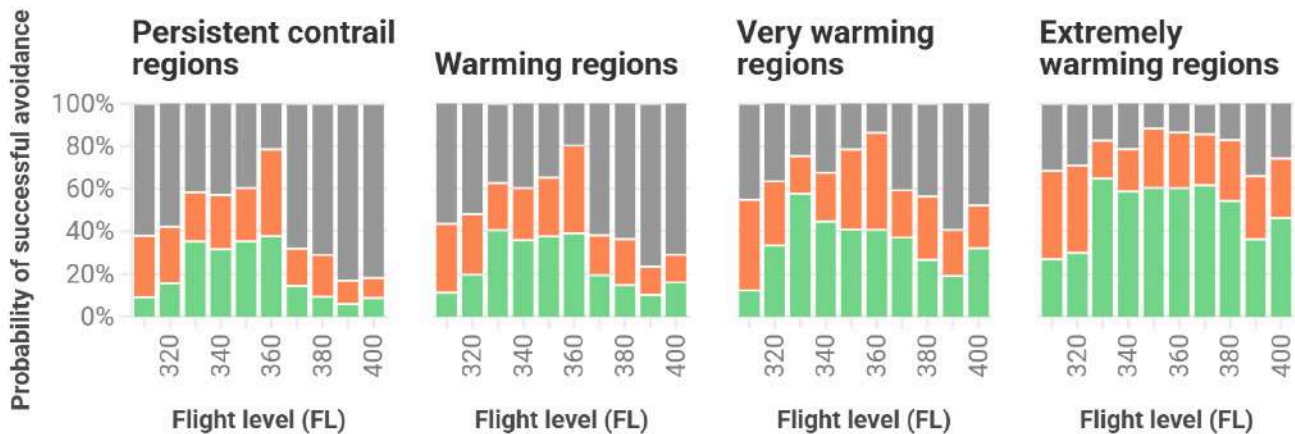 Persistent contrail
regions
Warming regions
Very warming
regions
Extremely
warming regions
Probability of successful avoidance
100%
80%
60%
40%
20%
0%
320
340
360
380
400
320
340
360
380
400
320
340
360
380
400
320
340
360
380
400
Flight level (FL)
Flight level (FL)
Flight level (FL)
Flight level (FL)